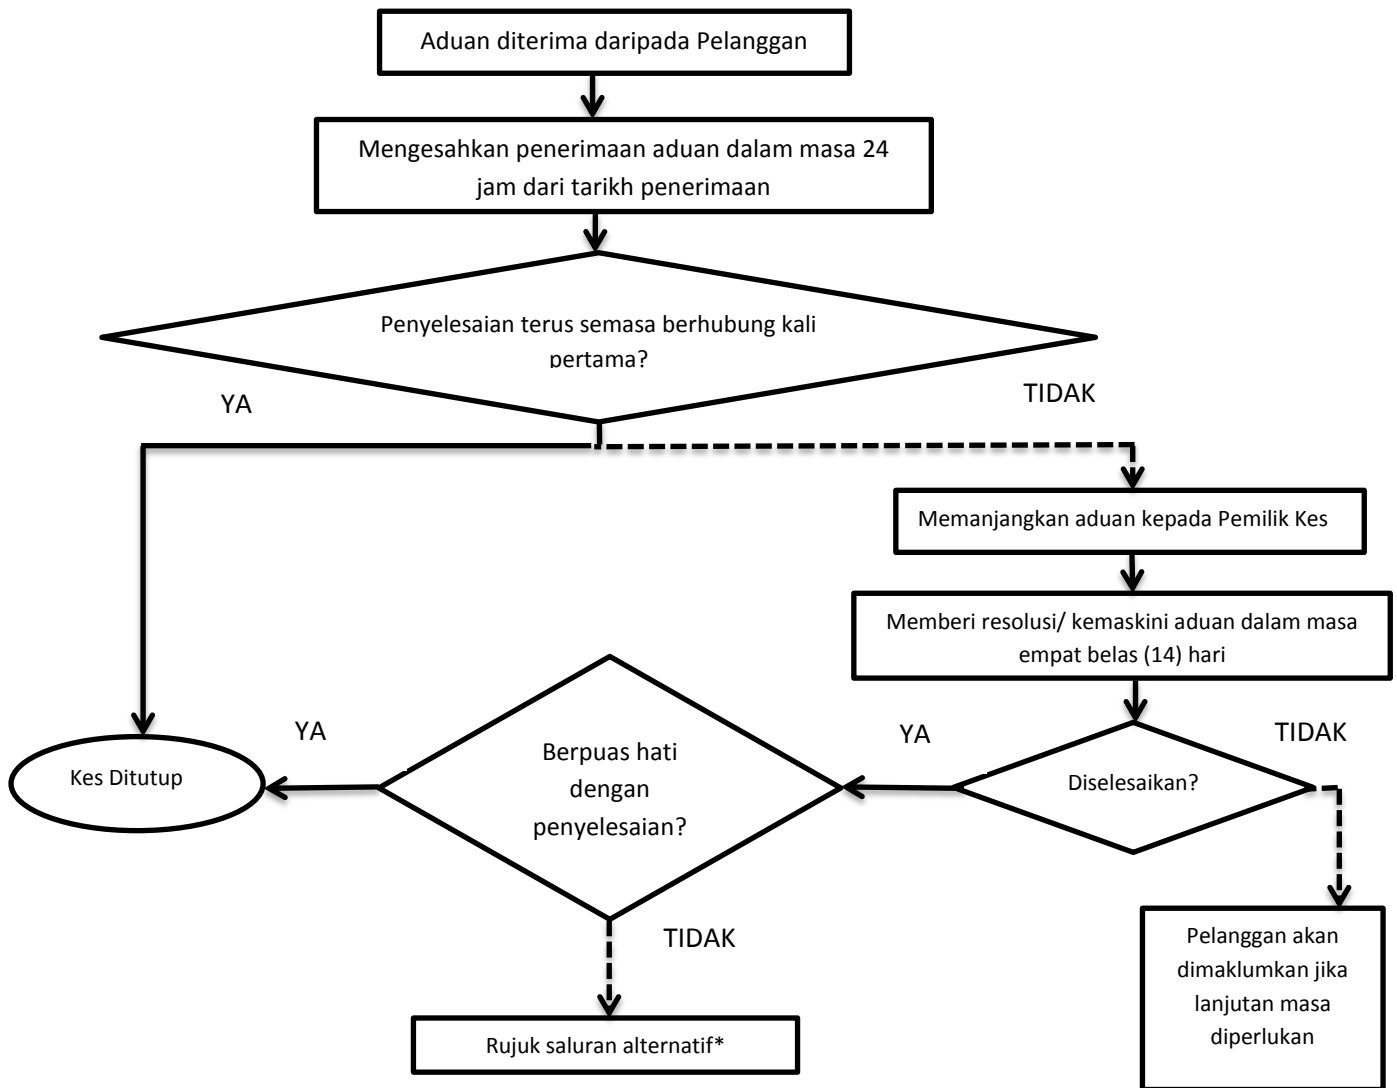 Aduan diterima daripada Pelanggan
Mengesahkan penerimaan aduan dalam masa 24
jam dari tarikh penerimaan
Penyelesaian terus semasa berhubung kali
pertama?
YA
TIDAK
Memanjangkan aduan kepada Pemilik Kes
Memberi resolusi/ kemaskini aduan dalam masa
empat belas (14) hari
Diselesaikan?
YA
TIDAK
Berpuas hati
dengan
penyelesaian?
YA
TIDAK
Kes Ditutup
Rujuk saluran alternatif*
Pelanggan akan
dimaklumkan jika
lanjutan masa
diperlukan